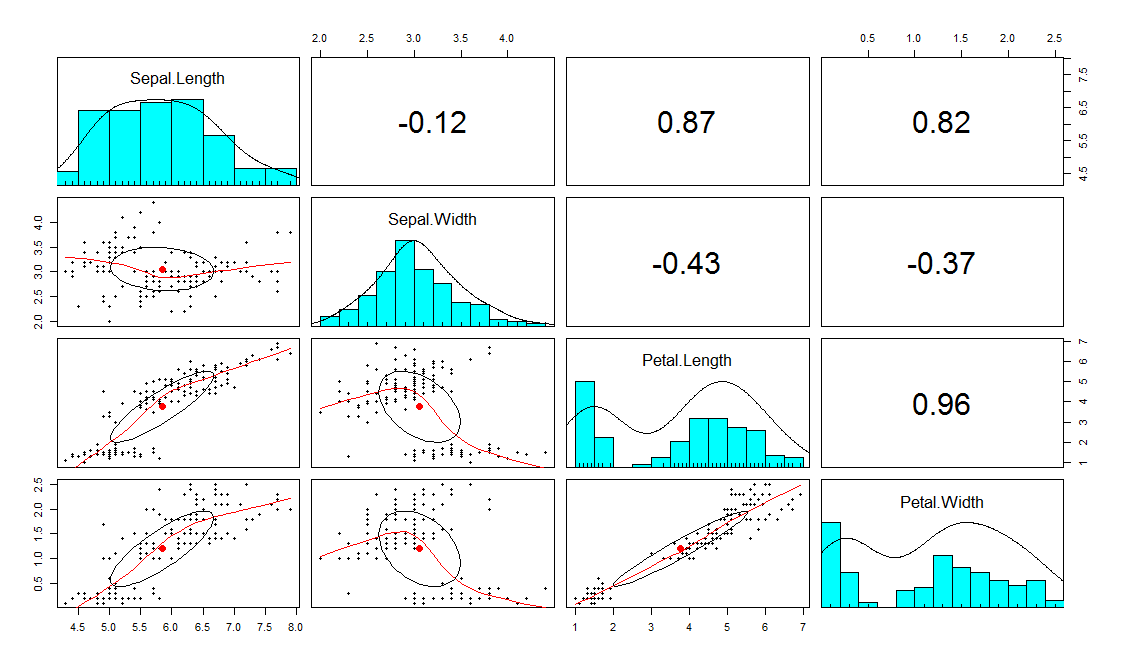 2.0 2.5 3.0 3.5 4.0 0.5 1.0 1.5 2.0 2.5
Sepal.Length -0.12 0.87 0.82 4.5 5.5 6.5 7.5
2.0 2.5 3.0 3.5 4.0 Sepal.Width -0.43 -0.37
Petal.Length 0.96 1 2 3 4 5 6 7
0.5 1.0 1.5 2.0 2.5 Petal.Width
4.5 5.0 5.5 6.0 6.5 7.0 7.5 8.0 1 2 3 4 5 6 7